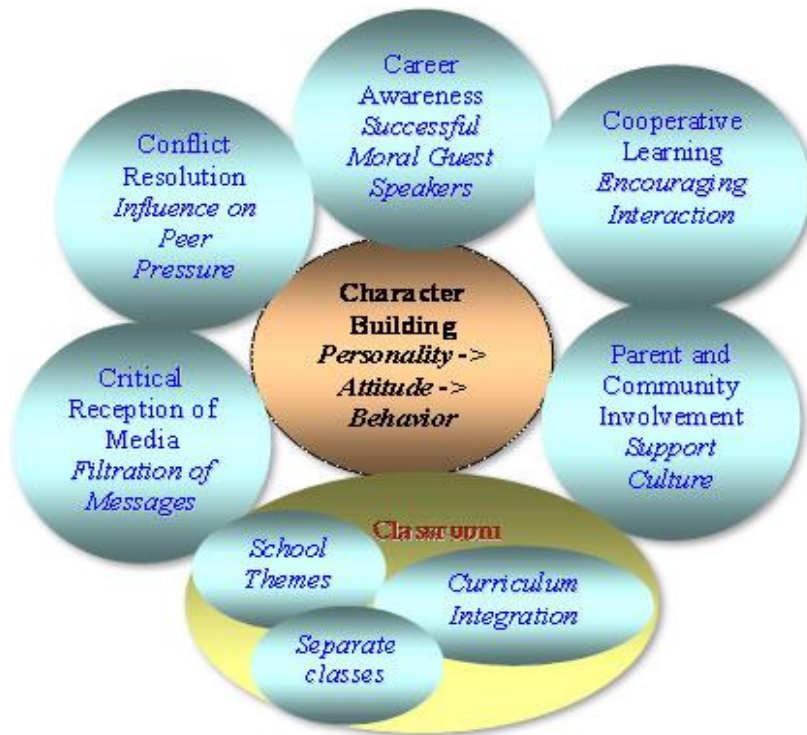 Career
Awareness
Successful
Moral Guest
Speakers
Conflict
Resolution
Influence on
Peer
Pressure
Cooperative
Learning
Encouraging
Interaction
Character
Building
Personality ->
Attitude ->
Behavior
Critical
Reception of
Media
Filtration of
Messages
Parent and
Community
Involvement
Support
Culture
Classroom
School
Themes
Curriculum
Integration
Separate
classes